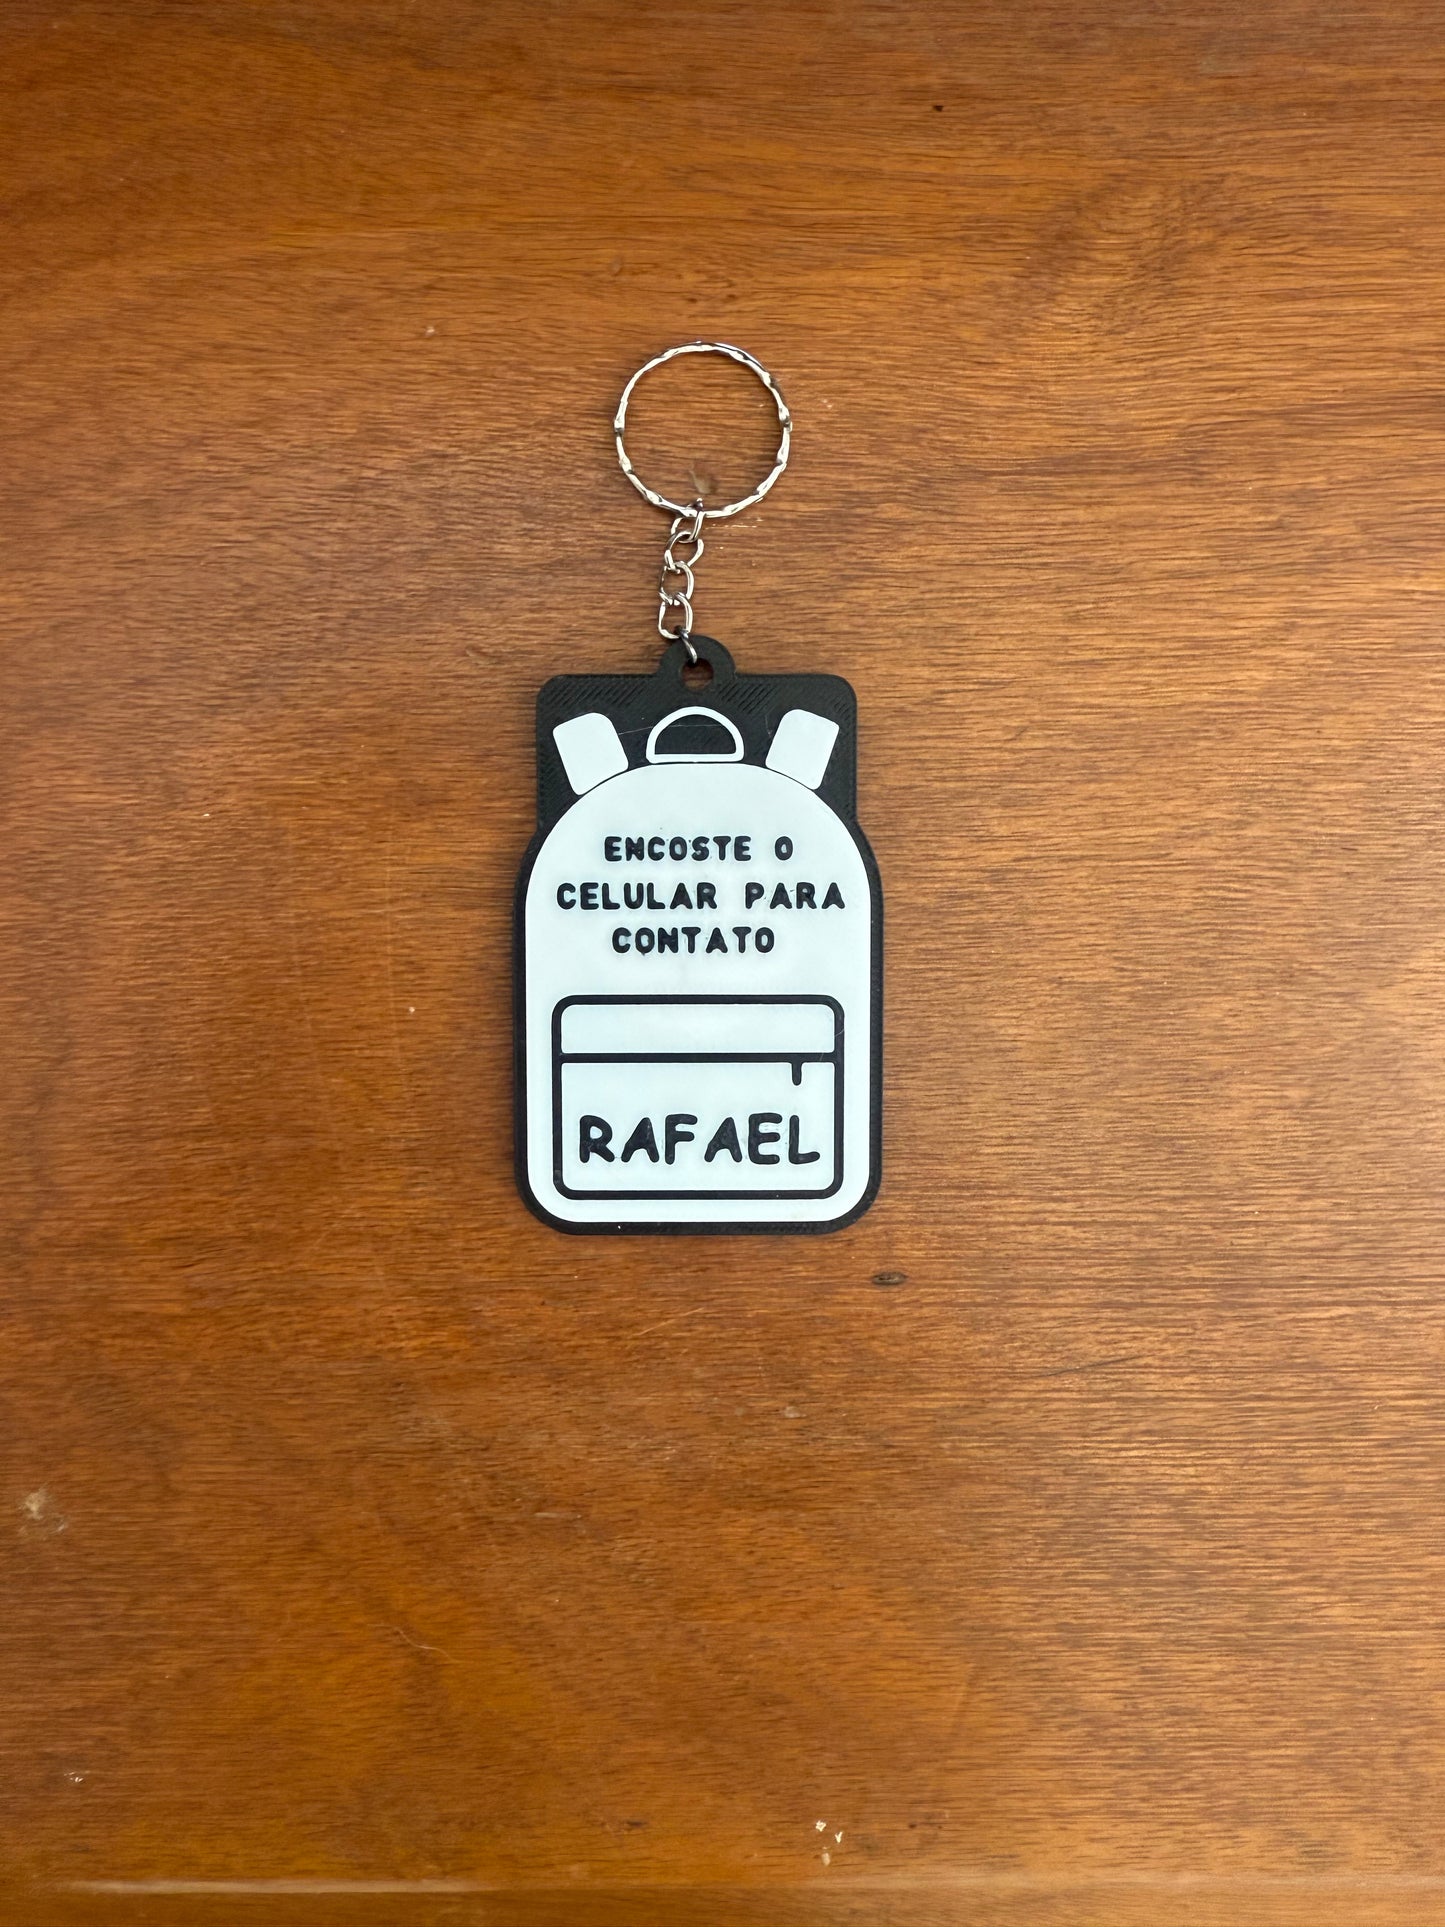 ENCOSTE O
CELULAR PARA
CONTATO
RAFAEL